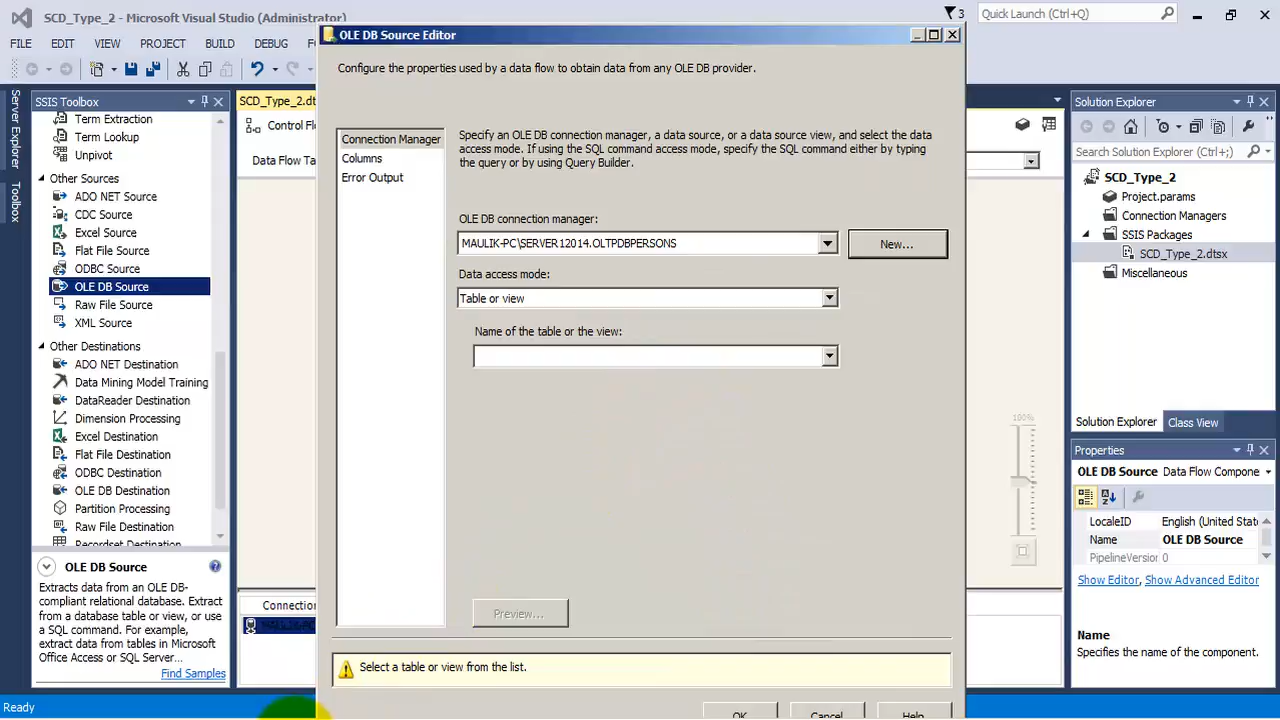 SCD_Type_2 - Microsoft Visual Studio (Administrator)
3
Quick Launch (Ctrl+Q)
FILE EDIT VIEW PROJECT BUILD DEBUG
OLE DB Source Editor
Configure the properties used by a data flow to obtain data from any OLE DB provider.
Server Explorer
Toolbox
SSIS Toolbox
Term Extraction
Term Lookup
Unpivot
Other Sources
ADO NET Source
CDC Source
Excel Source
Flat File Source
ODBC Source
OLE DB Source
Raw File Source
XML Source
Other Destinations
ADO NET Destination
Data Mining Model Training
DataReader Destination
Dimension Processing
Excel Destination
Flat File Destination
ODBC Destination
OLE DB Destination
Partition Processing
Raw File Destination
Recordset Destination
OLE DB Source
Extracts data from an OLE DB-
compliant relational database. Extract
from a database table or view, or use
a SQL command. For example,
extract data from tables in Microsoft
Office Access or SQL Server...
Find Samples
SCD_Type_2.dt
Control Fl
Data Flow Ta
Connection
Connection Manager
Columns
Error Output
Specify an OLE DB connection manager, a data source, or a data source view, and select the data
access mode. If using the SQL command access mode, specify the SQL command either by typing
the query or by using Query Builder.
OLE DB connection manager:
MAULIK-PC\SERVER12014.OLTPDBPERSONS
New...
Data access mode:
Table or view
Name of the table or the view:
Preview...
Select a table or view from the list.
OK Cancel Help
100%
Solution Explorer
Search Solution Explorer (Ctrl+;)
SCD_Type_2
Project.params
Connection Managers
SSIS Packages
SCD_Type_2.dtsx
Miscellaneous
Solution Explorer Class View
Properties
OLE DB Source Data Flow Compone
LocaleID English (United State
Name OLE DB Source
PipelineVersion 0
Show Editor, Show Advanced Editor
Name
Specifies the name of the component.
Ready